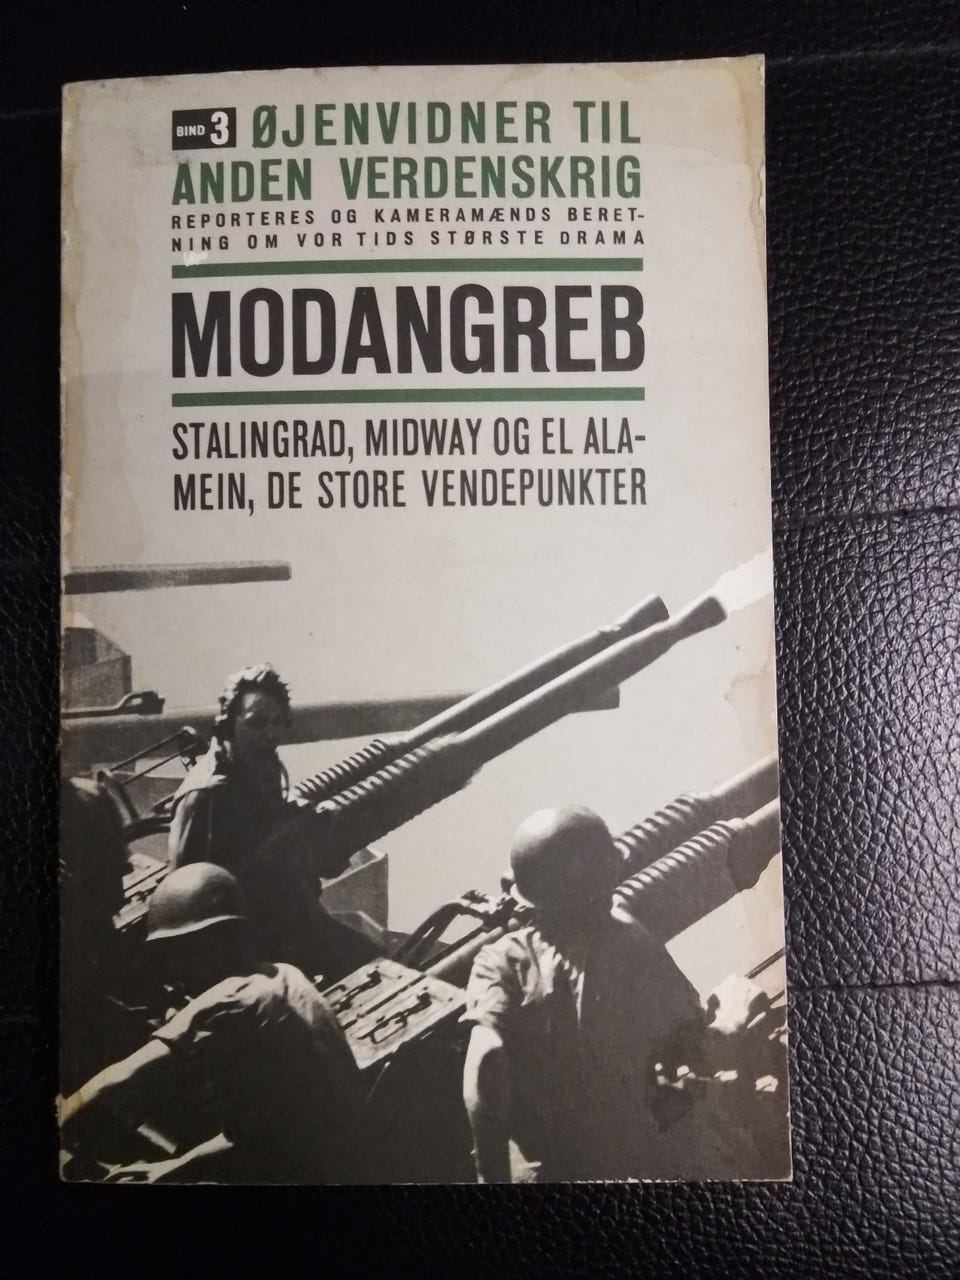 BIND 3 ØJENVIDNER TIL
ANDEN VERDENSKRIG
REPORTERES OG KAMERAMÆNDS BERET-
NING OM VOR TIDS STØRSTE DRAMA
MODANGREB
STALINGRAD, MIDWAY OG EL ALA-
MEIN, DE STORE VENDEPUNKTER